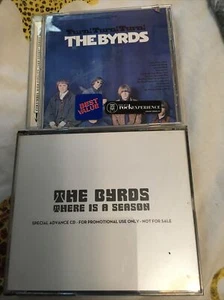 THE BYRDS
BEST
VALUE
rockEXPERIENCE
THE BYRDS
THERE IS A SEASON
SPECIAL ADVANCE CD - FOR PROMOTIONAL USE ONLY - NOT FOR SALE